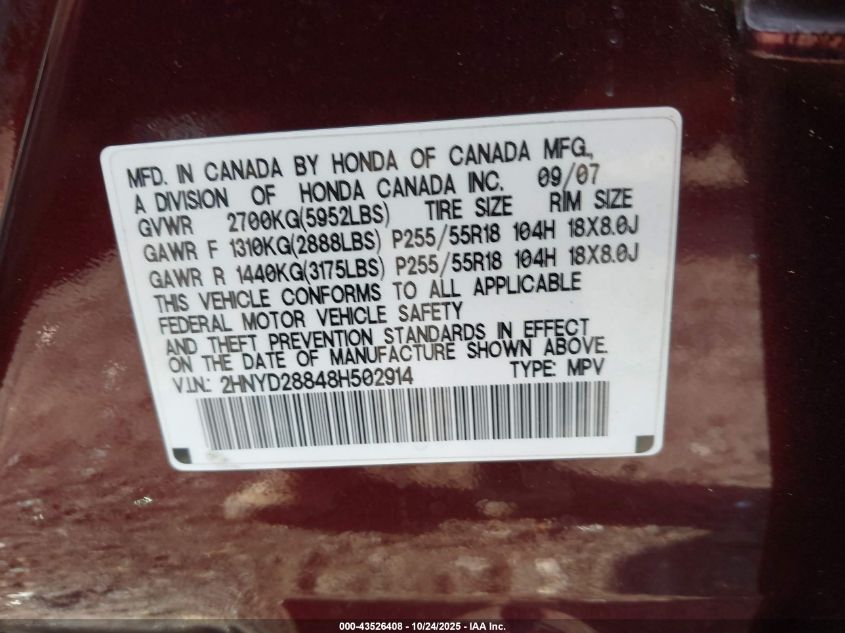 MFD. IN CANADA BY HONDA OF CANADA MFG.,
A DIVISION OF HONDA CANADA INC. 09/07
GVWR 2700KG(5952LBS) TIRE SIZE RIM SIZE
GAWR F 1310KG(2888LBS) P255/55R18 104H 18X8.0J
GAWR R 1440KG(3175LBS) P255/55R18 104H 18X8.0J
THIS VEHICLE CONFORMS TO ALL APPLICABLE
FEDERAL MOTOR VEHICLE SAFETY
AND THEFT PREVENTION STANDARDS IN EFFECT
ON THE DATE OF MANUFACTURE SHOWN ABOVE.
V.I.N.: 2HNYD28848H502914 TYPE: MPV
000-43526408 - 10/24/2025 - IAA Inc.